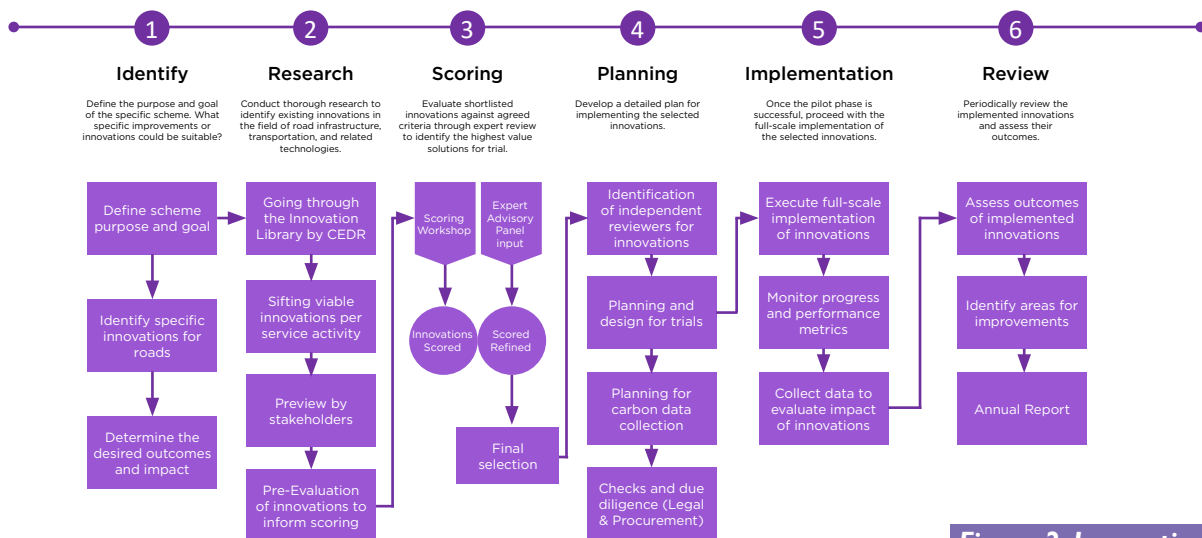 1
2
3
4
5
6
Identify
Define the purpose and goal
of the specific scheme. What
specific improvements or
innovations could be suitable?
Research
Conduct thorough research to
identify existing innovations in
the field of road infrastructure,
transportation, and related
technologies.
Scoring
Evaluate shortlisted
innovations against agreed
criteria through expert review
to identify the highest value
solutions for trial.
Planning
Develop a detailed plan for
implementing the selected
innovations.
Implementation
Once the pilot phase is
successful, proceed with the
full-scale implementation of
the selected innovations.
Review
Periodically review the
implemented innovations
and assess their
outcomes.
Define scheme
purpose and goal
Identify specific
innovations for
roads
Determine the
desired outcomes
and impact
Going through
the Innovation
Library by CEDR
Sifting viable
innovations per
service activity
Preview by
stakeholders
Pre-Evaluation
of innovations to
inform scoring
Scoring
Workshop
Expert
Advisory
Panel
input
Innovations
Scored
Scored
Refined
Final
selection
Identification
of independent
reviewers for
innovations
Planning and
design for trials
Planning for
carbon data
collection
Checks and due
diligence (Legal
& Procurement)
Execute full-scale
implementation
of innovations
Monitor progress
and performance
metrics
Collect data to
evaluate impact
of innovations
Assess outcomes
of implemented
innovations
Identify areas for
improvements
Annual Report